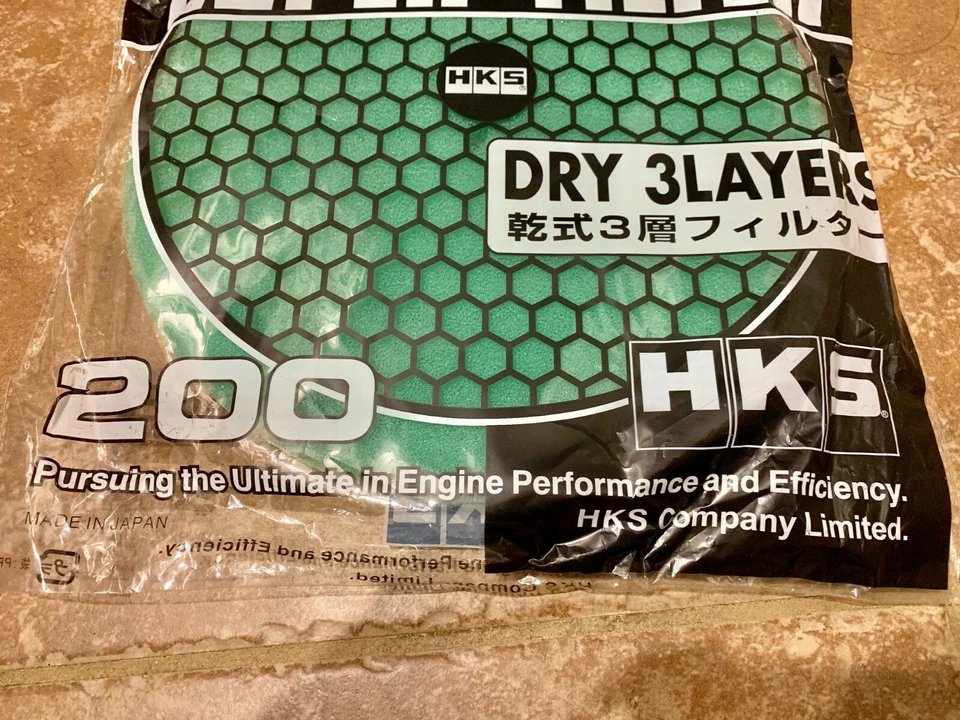 HKS
DRY 3LAYERS
乾式3層フィルター
200
HKS
Pursuing the Ultimate in Engine Performance and Efficiency.
HKS Company Limited.
MADE IN JAPAN